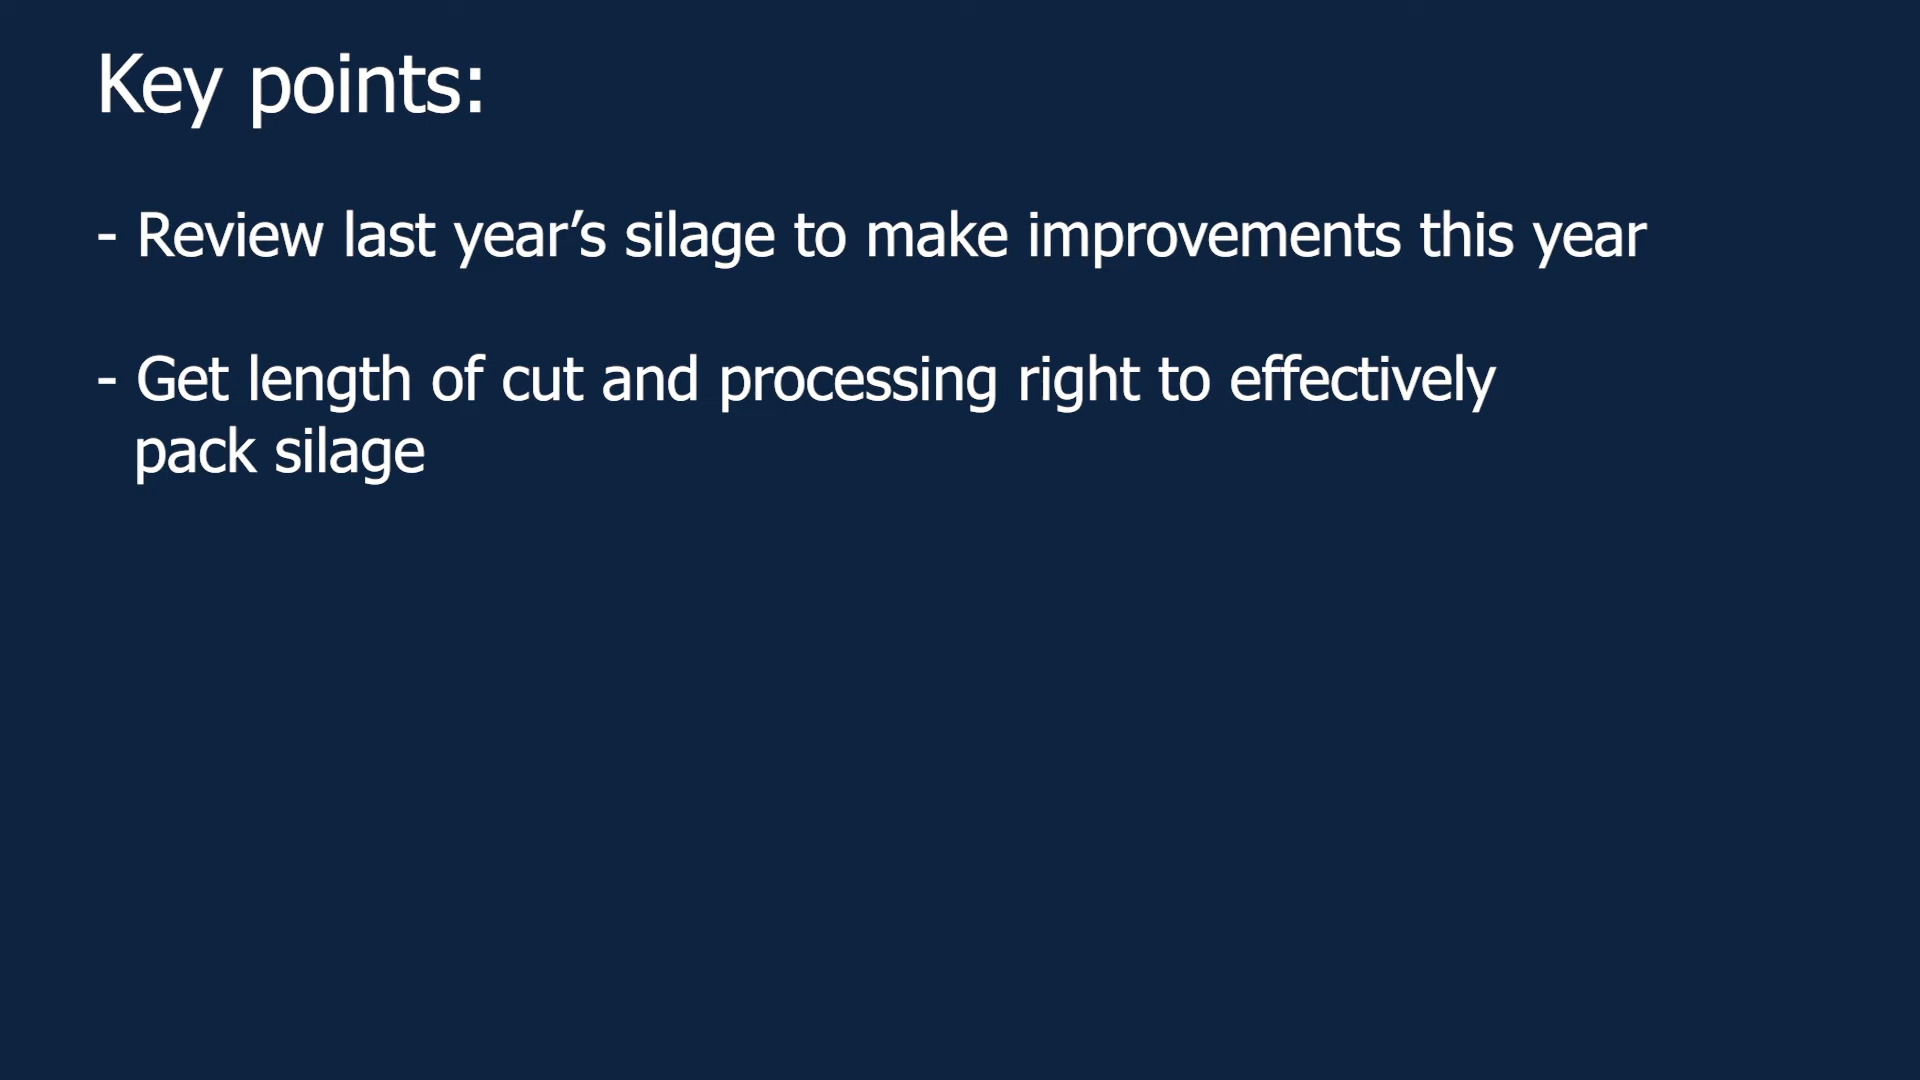 Key points:
- Review last year’s silage to make improvements this year
- Get length of cut and processing right to effectively
pack silage